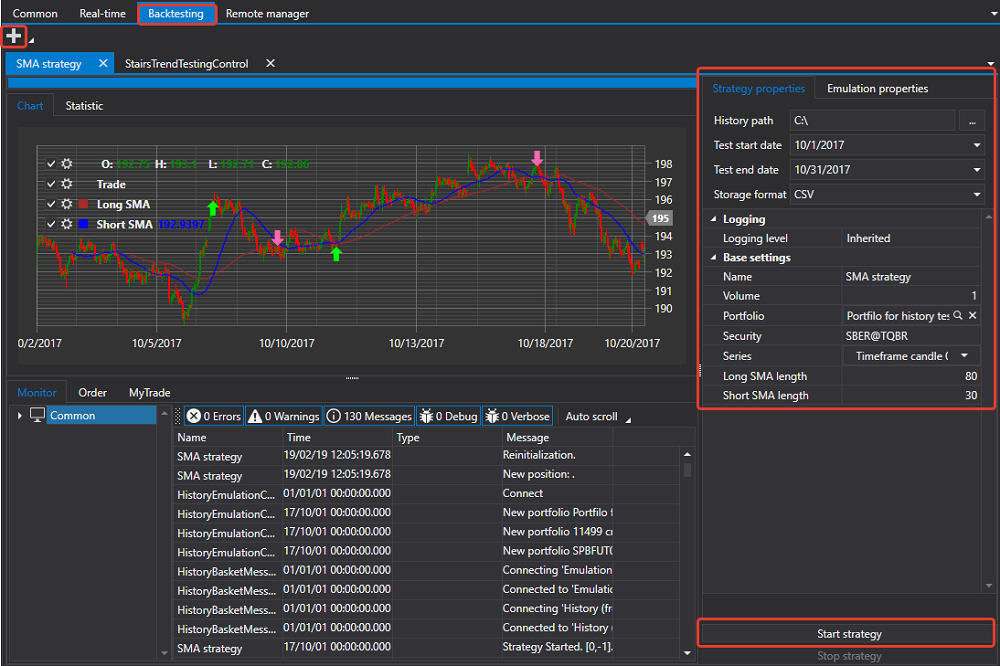 Common Real-time Backtesting Remote manager
SMA strategy StairsTrendTestingControl
Chart Statistic
O: 192.75 H: 193.1 L: 192.71 C: 192.86
Trade
Long SMA
Short SMA 192.9397
198
197
196
195
194
193
192
191
190
0/2/2017 10/5/2017 10/10/2017 10/13/2017 10/18/2017 10/20/2017
Strategy properties Emulation properties
History path C:\ ...
Test start date 10/1/2017
Test end date 10/31/2017
Storage format CSV
Logging
Logging level Inherited
Base settings
Name SMA strategy
Volume 1
Portfolio Portfilo for history te
Security SBER@TQBR
Series Timeframe candle (
Long SMA length 80
Short SMA length 30
Monitor Order MyTrade
Common
0 Errors 0 Warnings 130 Messages 0 Debug 0 Verbose Auto scroll
Name Time Type Message
SMA strategy 19/02/19 12:05:19.678 Reinitialization.
SMA strategy 19/02/19 12:05:19.678 New position: .
HistoryEmulationC... 01/01/01 00:00:00.000 Connect
HistoryEmulationC... 17/10/01 00:00:00.000 New portfolio Portfilo f
HistoryEmulationC... 17/10/01 00:00:00.000 New portfolio 11499 cr
HistoryEmulationC... 17/10/01 00:00:00.000 New portfolio SPBFUT0
HistoryBasketMess... 01/01/01 00:00:00.000 Connecting 'Emulation
HistoryBasketMess... 01/01/01 00:00:00.000 Connected to 'Emulatic
HistoryBasketMess... 01/01/01 00:00:00.000 Connecting 'History (fr
HistoryBasketMess... 01/01/01 00:00:00.000 Connected to 'History (
SMA strategy 17/10/01 00:00:00.000 Strategy Started. [0,-1].
Start strategy
Stop strategy